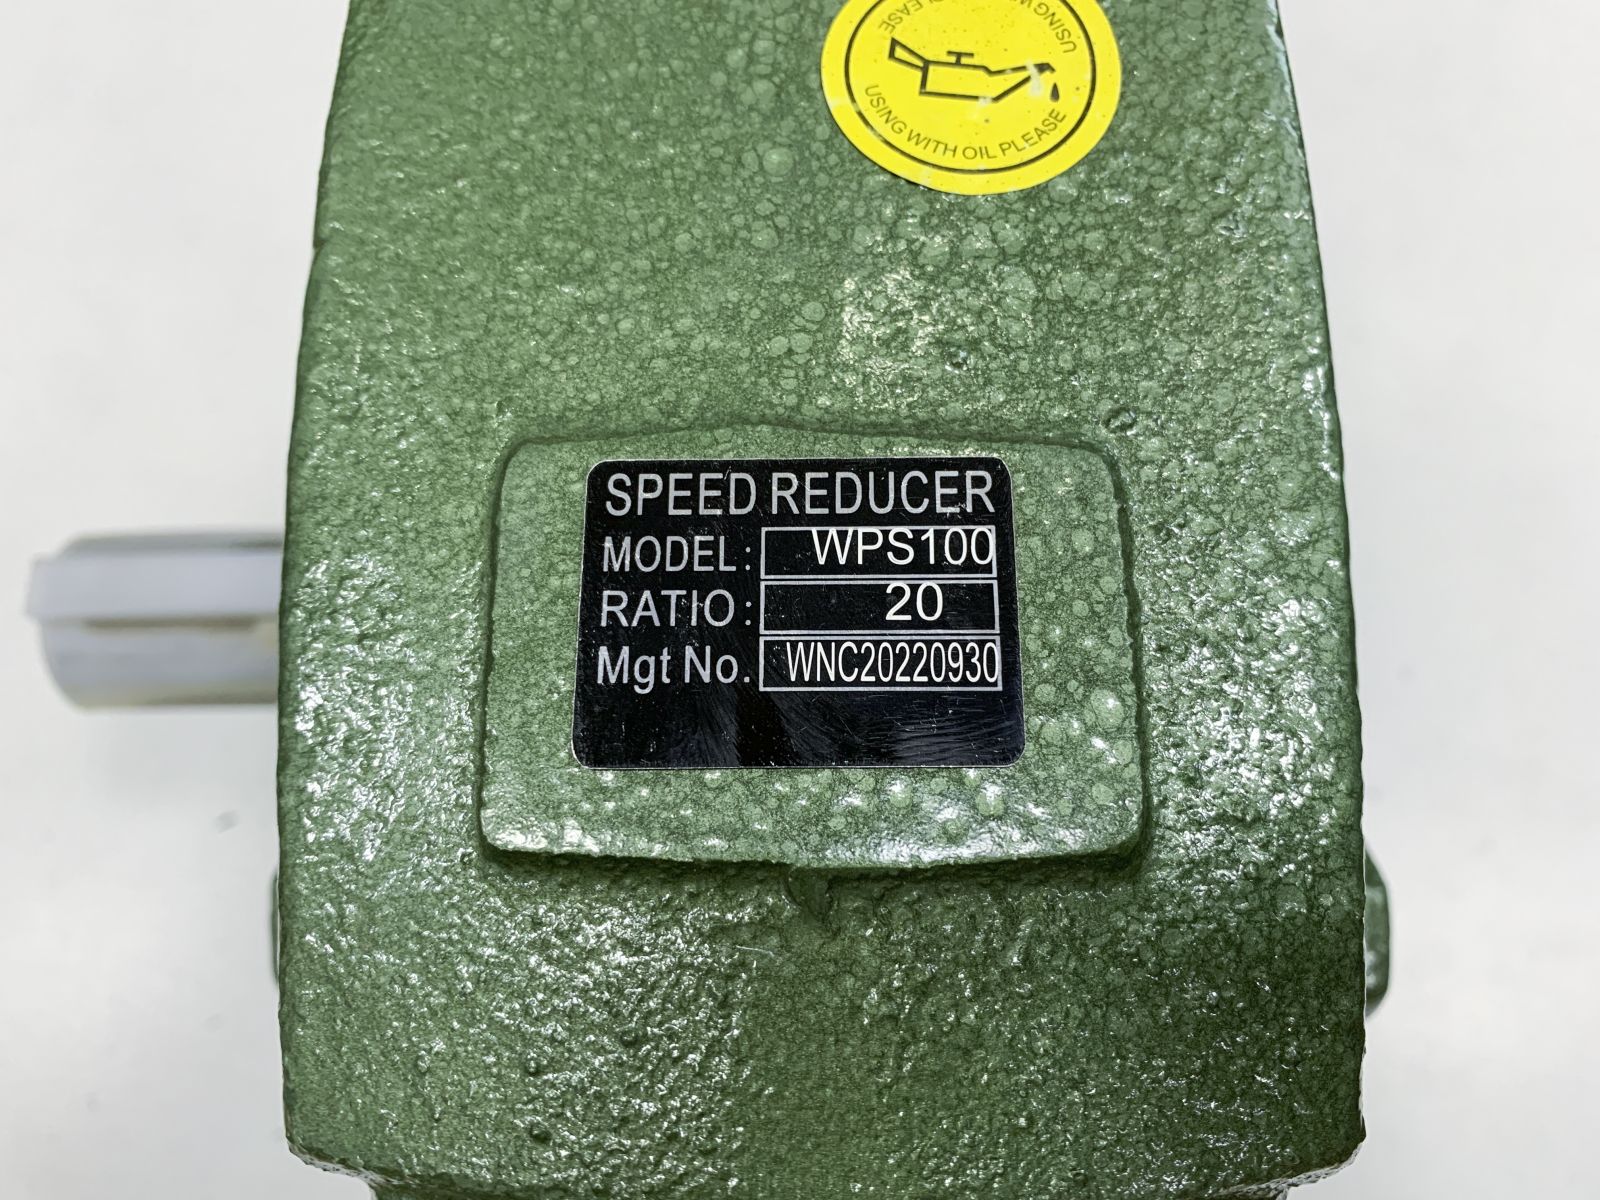 USING WITH OIL PLEASE
SPEED REDUCER
MODEL: WPS100
RATIO: 20
Mgt No. WNC20220930